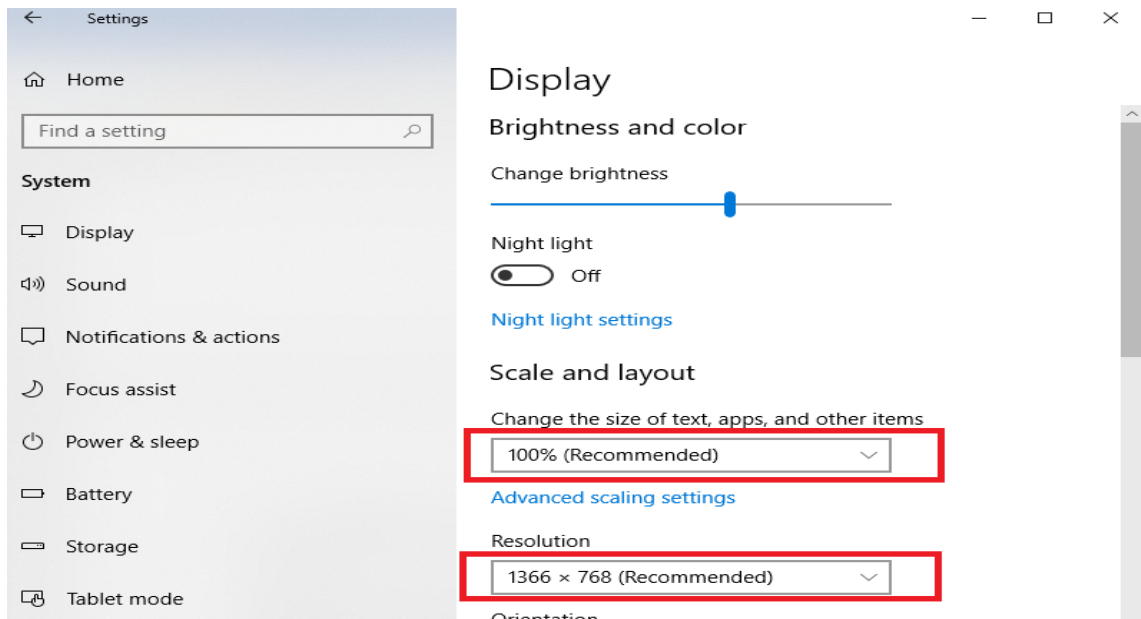 Settings
Home
Find a setting
System
Display
Sound
Notifications & actions
Focus assist
Power & sleep
Battery
Storage
Tablet mode
Display
Brightness and color
Change brightness
Night light
Off
Night light settings
Scale and layout
Change the size of text, apps, and other items
100% (Recommended)
Advanced scaling settings
Resolution
1366 × 768 (Recommended)
Orientation